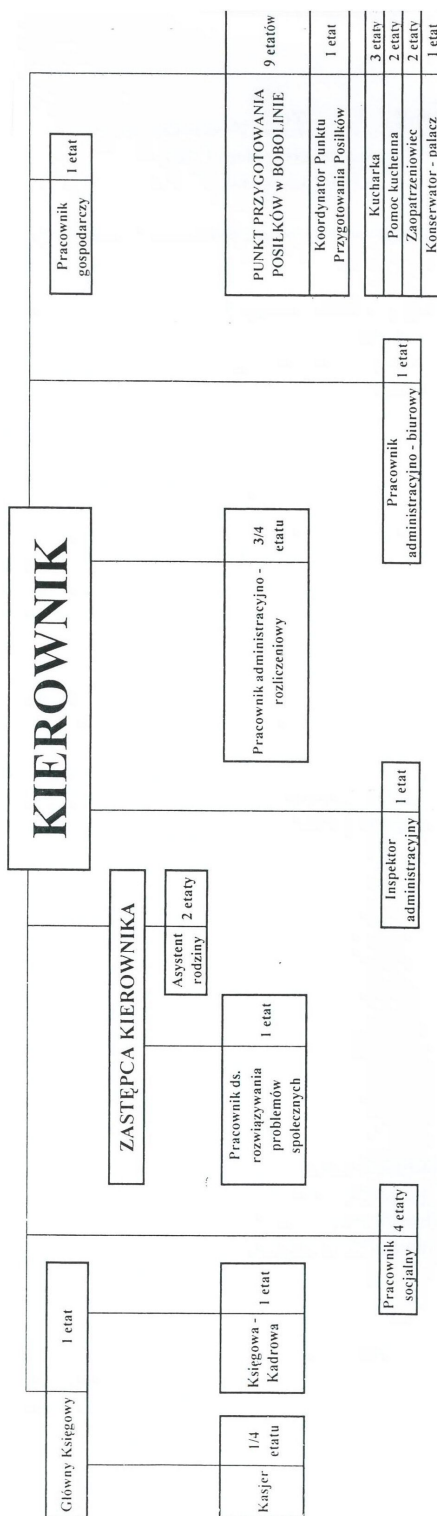 KIEROWNIK
Główny Księgowy
1 etat
Kasjer
1/4
etatu
Księgowa -
Kadrowa
1 etat
Pracownik
socjalny
4 etaty
ZASTĘPCA KIEROWNIKA
Asystent
rodziny
2 etaty
Pracownik ds.
rozwiązywania
problemów
społecznych
1 etat
Inspektor
administracyjny
1 etat
Pracownik administracyjno -
rozliczeniowy
3/4
etatu
Pracownik
administracyjno - biurowy
1 etat
Pracownik
gospodarczy
1 etat
PUNKT PRZYGOTOWANIA
POSIŁKÓW w BOBOLINIE
9 etatów
Koordynator Punktu
Przygotowania Posiłków
1 etat
Kucharka
3 etaty
Pomoc kuchenna
2 etaty
Zaopatrzeniowiec
2 etaty
Konserwator - palacz
1 etat